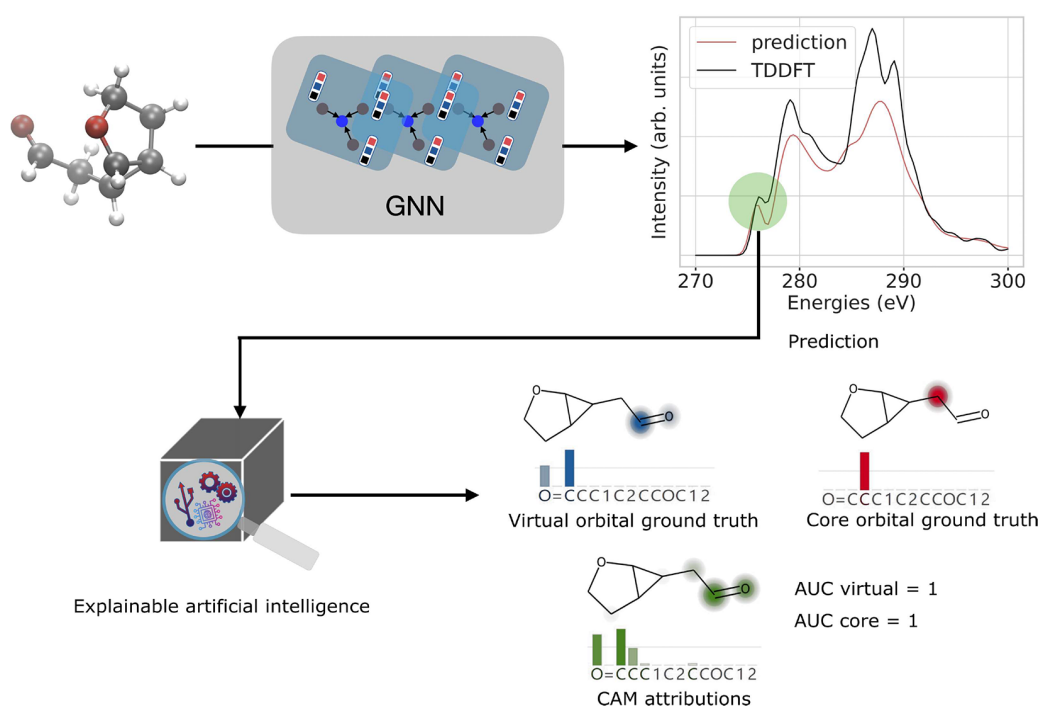 prediction
TDDFT
Intensity (arb. units)
GNN
270 280 290 300
Energies (eV)
Prediction
O
O
O=CCC1C2CCOC12
Virtual orbital ground truth
O
O
O=CCC1C2CCOC12
Core orbital ground truth
Explainable artificial intelligence
O
O
O=CCC1C2CCOC12
CAM attributions
AUC virtual = 1
AUC core = 1